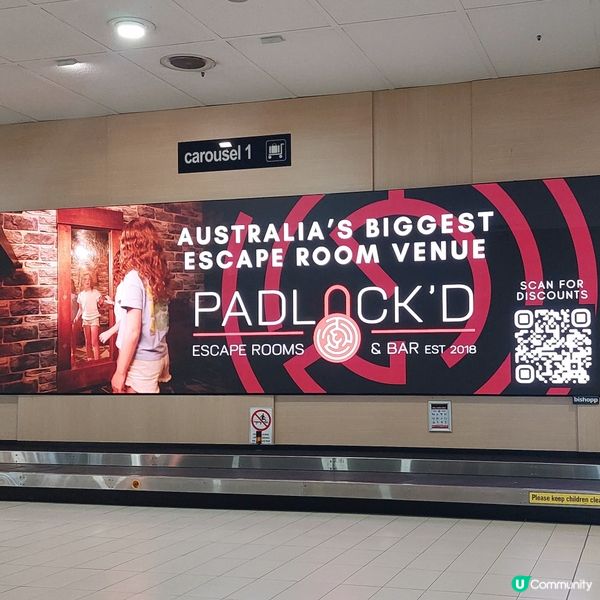 carousel 1
AUSTRALIA'S BIGGEST
ESCAPE ROOM VENUE
PADLOCK'D
ESCAPE ROOMS & BAR EST 2018
SCAN FOR
DISCOUNTS
bishopp
Please keep children clea
U Community